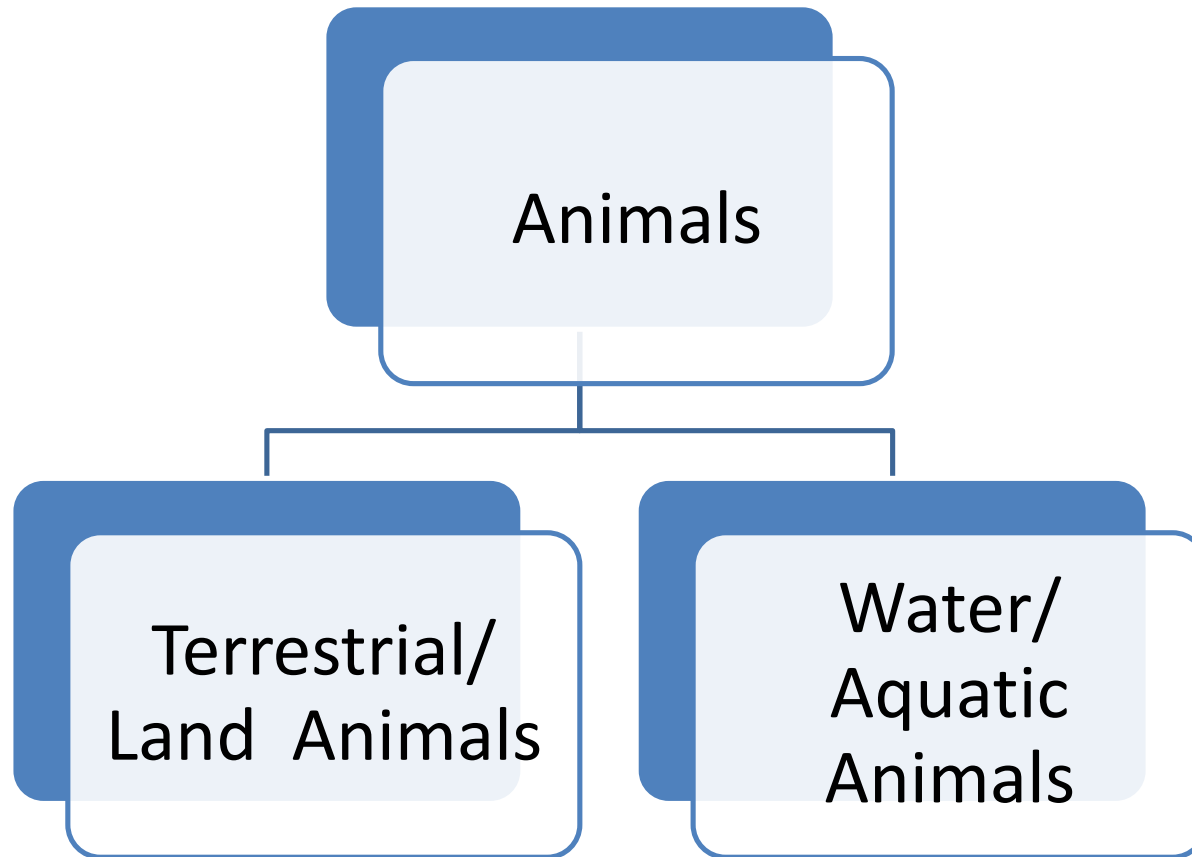 Animals
Terrestrial/
Land  Animals
Water/
Aquatic
Animals